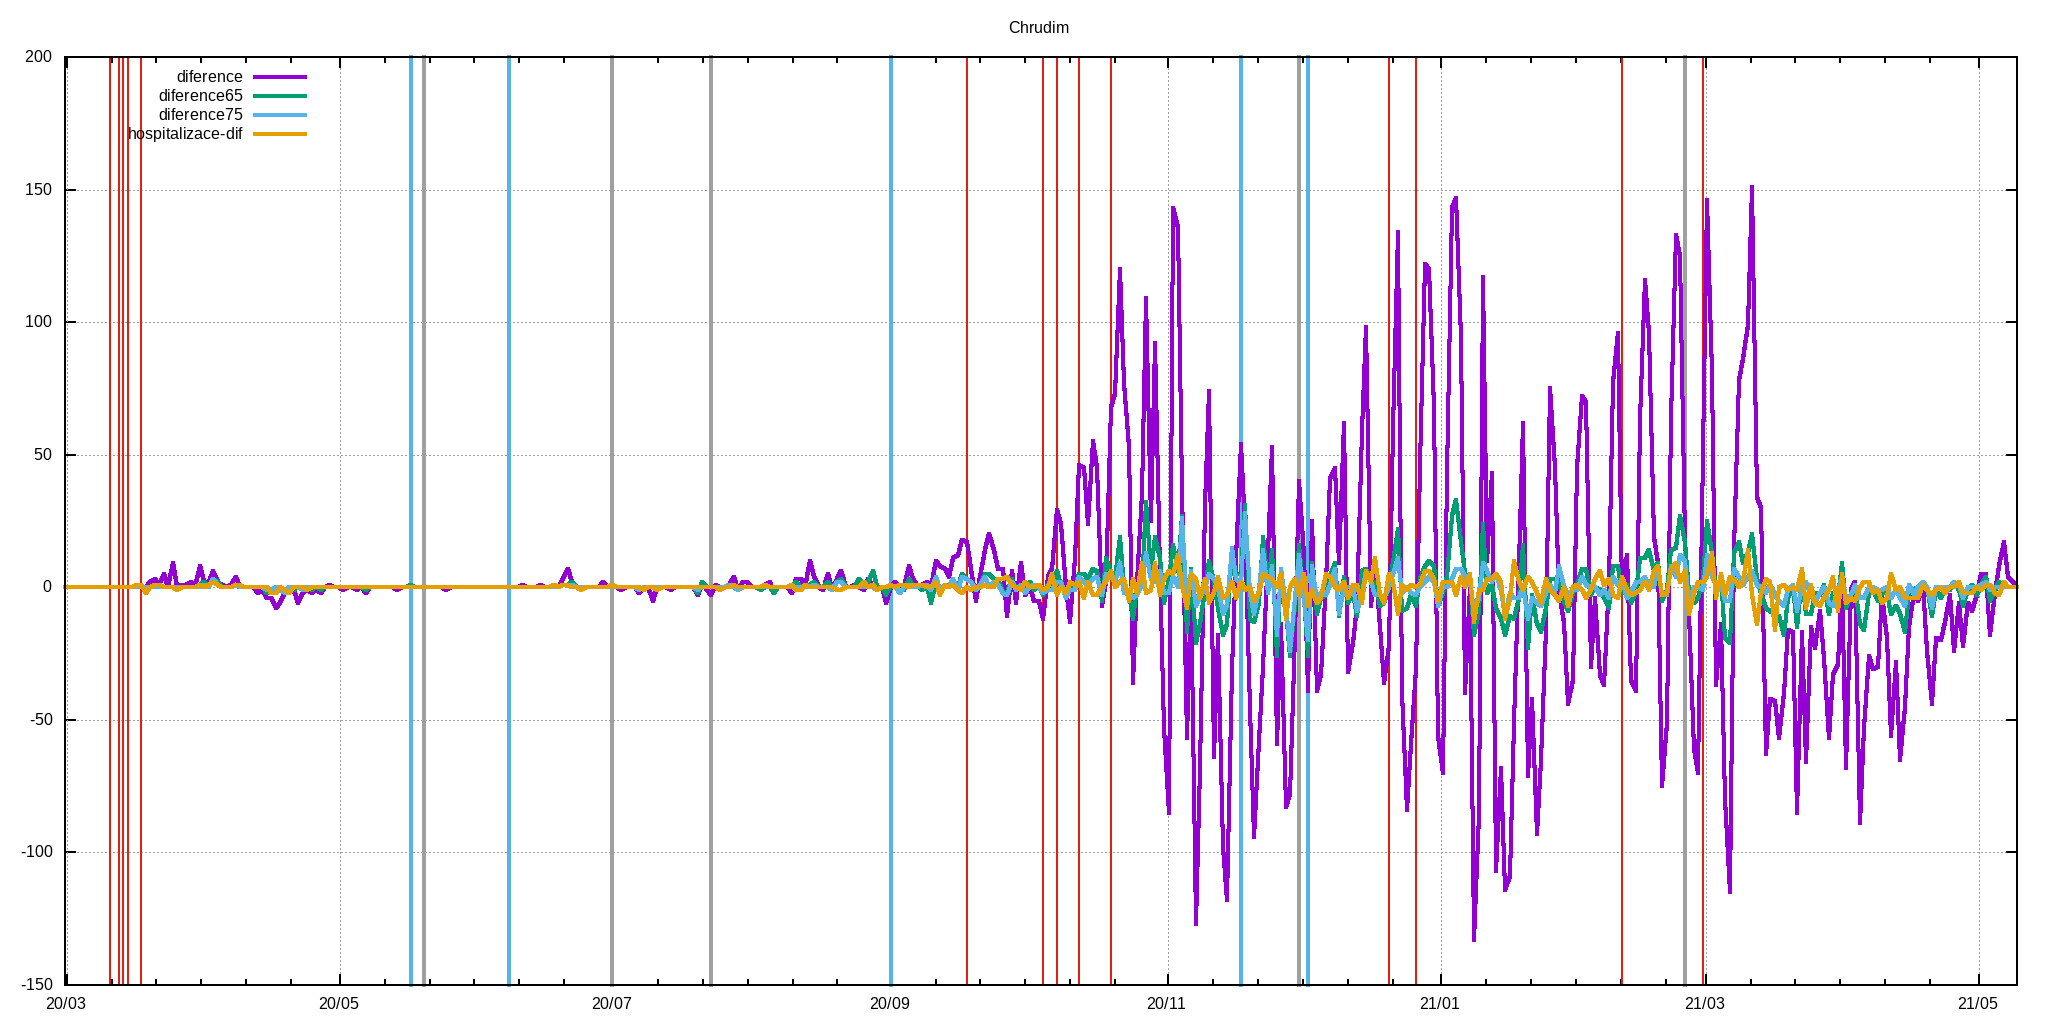 Chrudim
200
150
100
50
0
-50
-100
-150
diference
diference65
diference75
hospitalizace-dif
20/03 20/05 20/07 20/09 20/11 21/01 21/03 21/05